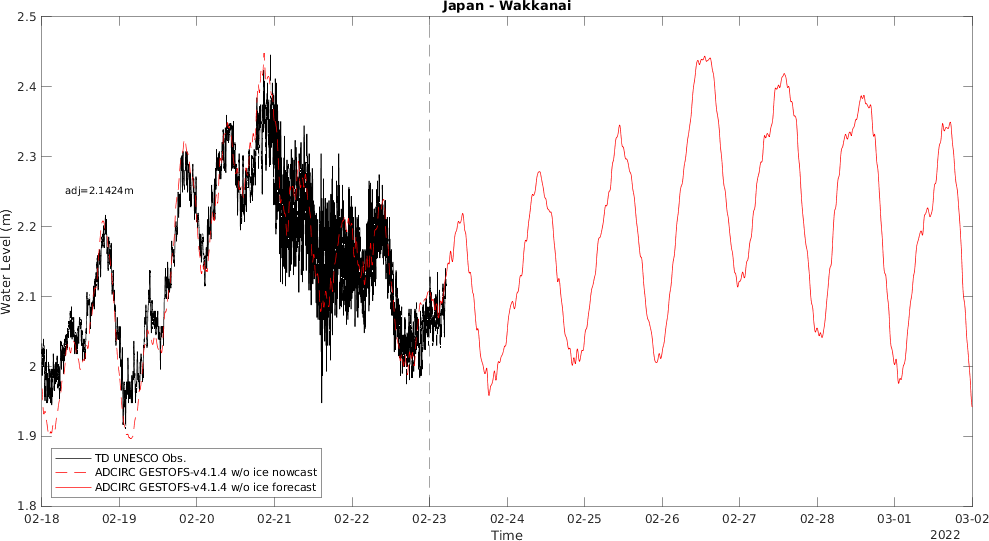 Japan - Wakkanai
2.5
2.4
2.3
2.2
2.1
2
1.9
1.8
Water Level (m)
adj=2.1424m
TD UNESCO Obs.
ADCIRC GESTOFS-v4.1.4 w/o ice nowcast
ADCIRC GESTOFS-v4.1.4 w/o ice forecast
02-18 02-19 02-20 02-21 02-22 02-23 02-24 02-25 02-26 02-27 02-28 03-01 03-02
Time
2022